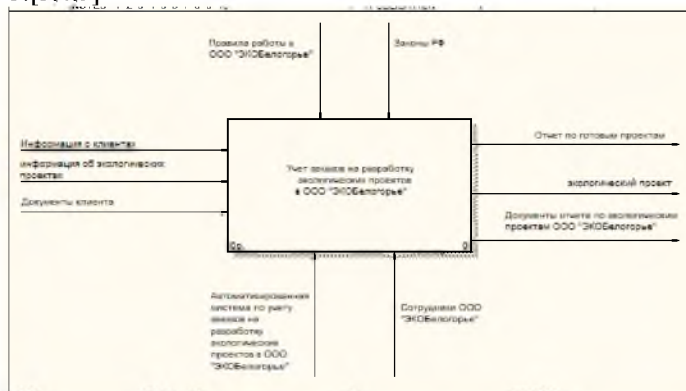 Правила работы в
ООО "ЭКОБелогорье"
Законы РФ
Информация о клиентах
информация об экологических
проектах
Документы клиента
Учет заказов на разработку
экологических проектов
в ООО "ЭКОБелогорье"
0р.
0
Отчет по готовым проектам
экологический проект
Документы отчета по экологическим
проектам ООО "ЭКОБелогорье"
Автоматизированная
система по учету
заказов на
разработку
экологических
проектов в ООО
"ЭКОБелогорье"
Сотрудники ООО
"ЭКОБелогорье"